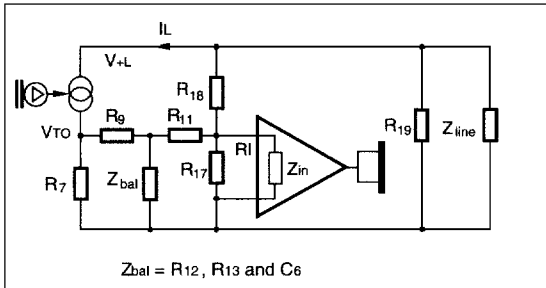 IL
V+L
R18
R9
R11
R19
Zline
VTO
RI
Zin
R7
Zbal
R17
Zbal = R12, R13 and C6